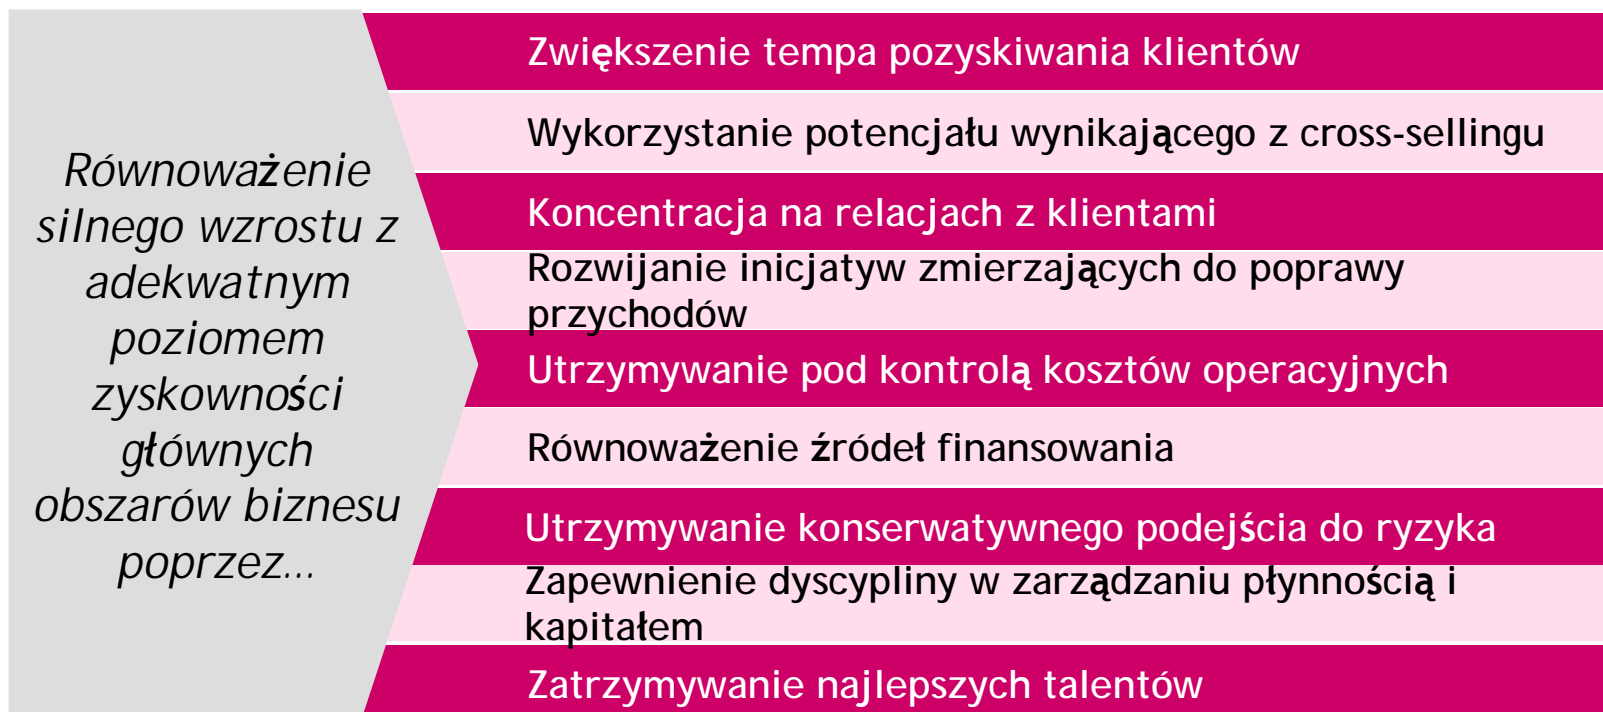 Równoważenie
silnego wzrostu z
adekwatnym
poziomem
zyskowności
głównych
obszarów biznesu
poprzez...
Zwiększenie tempa pozyskiwania klientów
Wykorzystanie potencjału wynikającego z cross-sellingu
Koncentracja na relacjach z klientami
Rozwijanie inicjatyw zmierzających do poprawy
przychodów
Utrzymywanie pod kontrolą kosztów operacyjnych
Równoważenie źródeł finansowania
Utrzymywanie konserwatywnego podejścia do ryzyka
Zapewnienie dyscypliny w zarządzaniu płynnością i
kapitałem
Zatrzymywanie najlepszych talentów